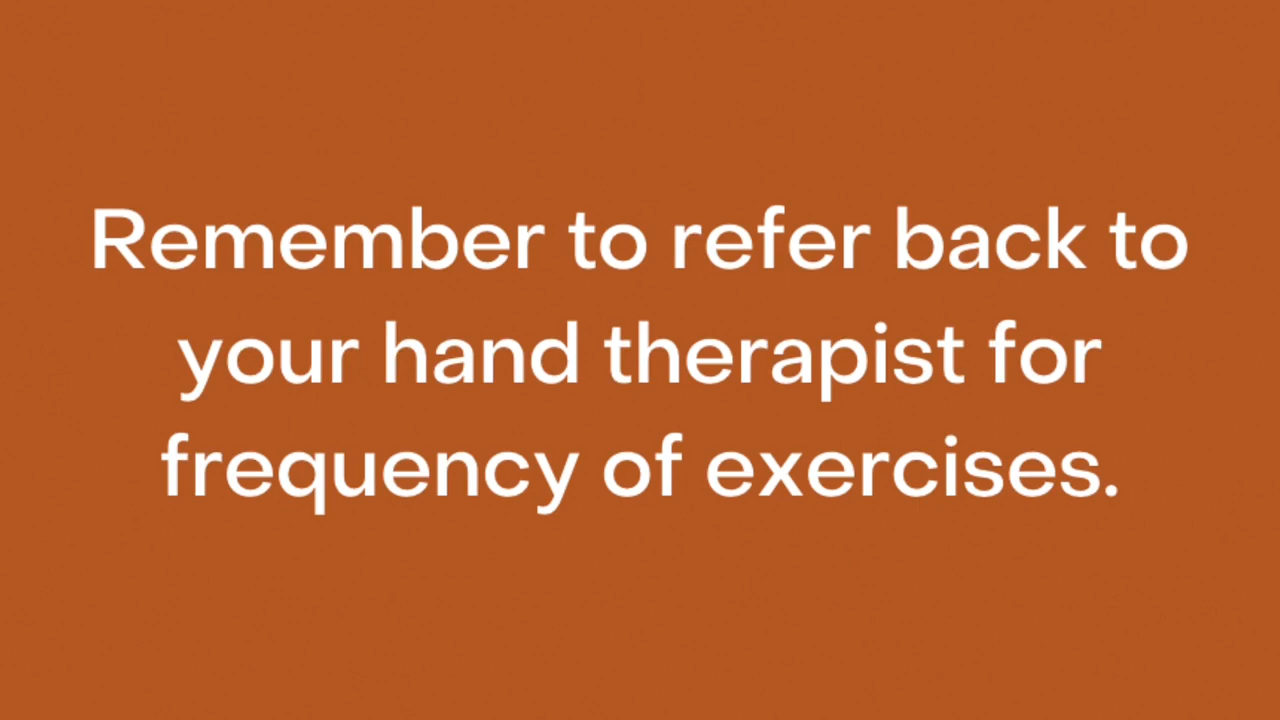 Remember to refer back to
your hand therapist for
frequency of exercises.